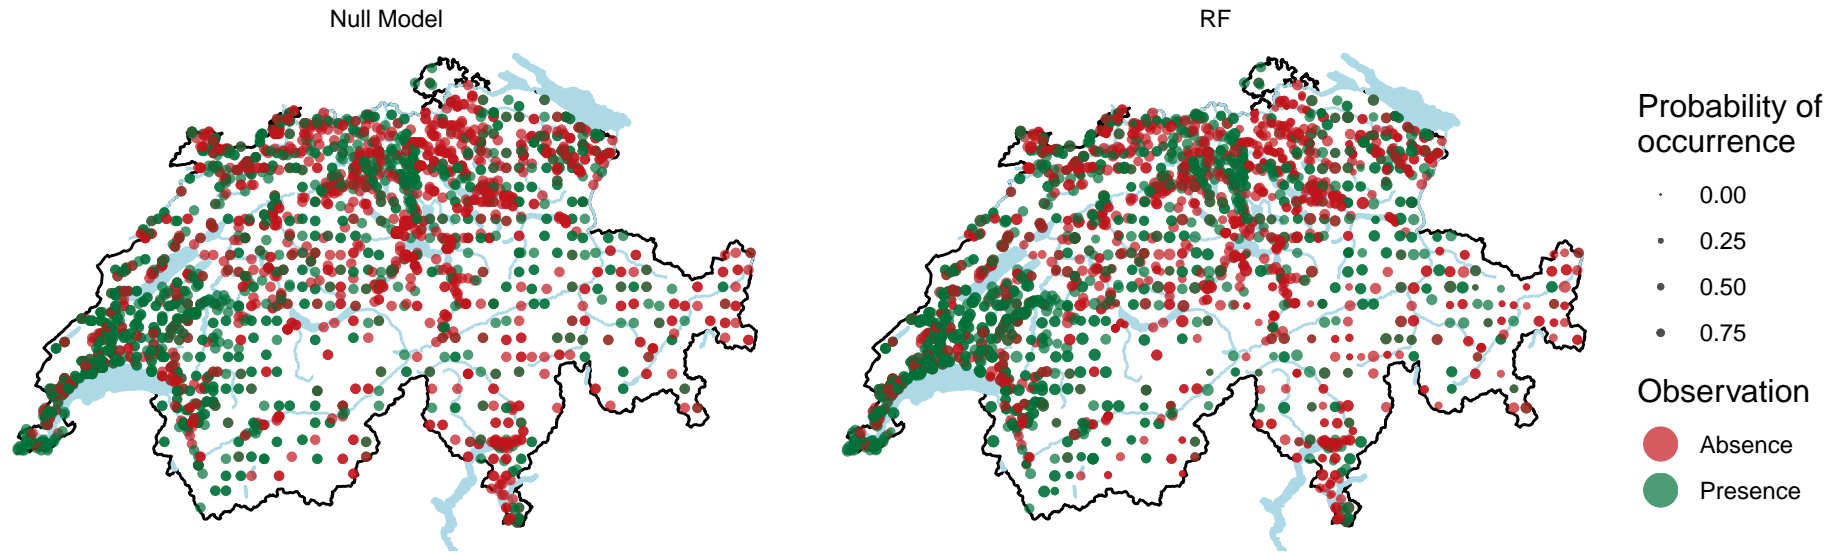 Null Model
RF
Probability of
occurrence
0.00
0.25
0.50
0.75
Observation
Absence
Presence